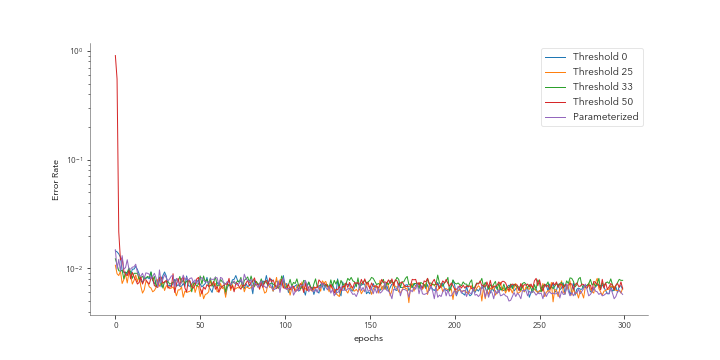 Threshold 0
Threshold 25
Threshold 33
Threshold 50
Parameterized
10⁰
10⁻¹
10⁻²
Error Rate
0
50
100
150
200
250
300
epochs